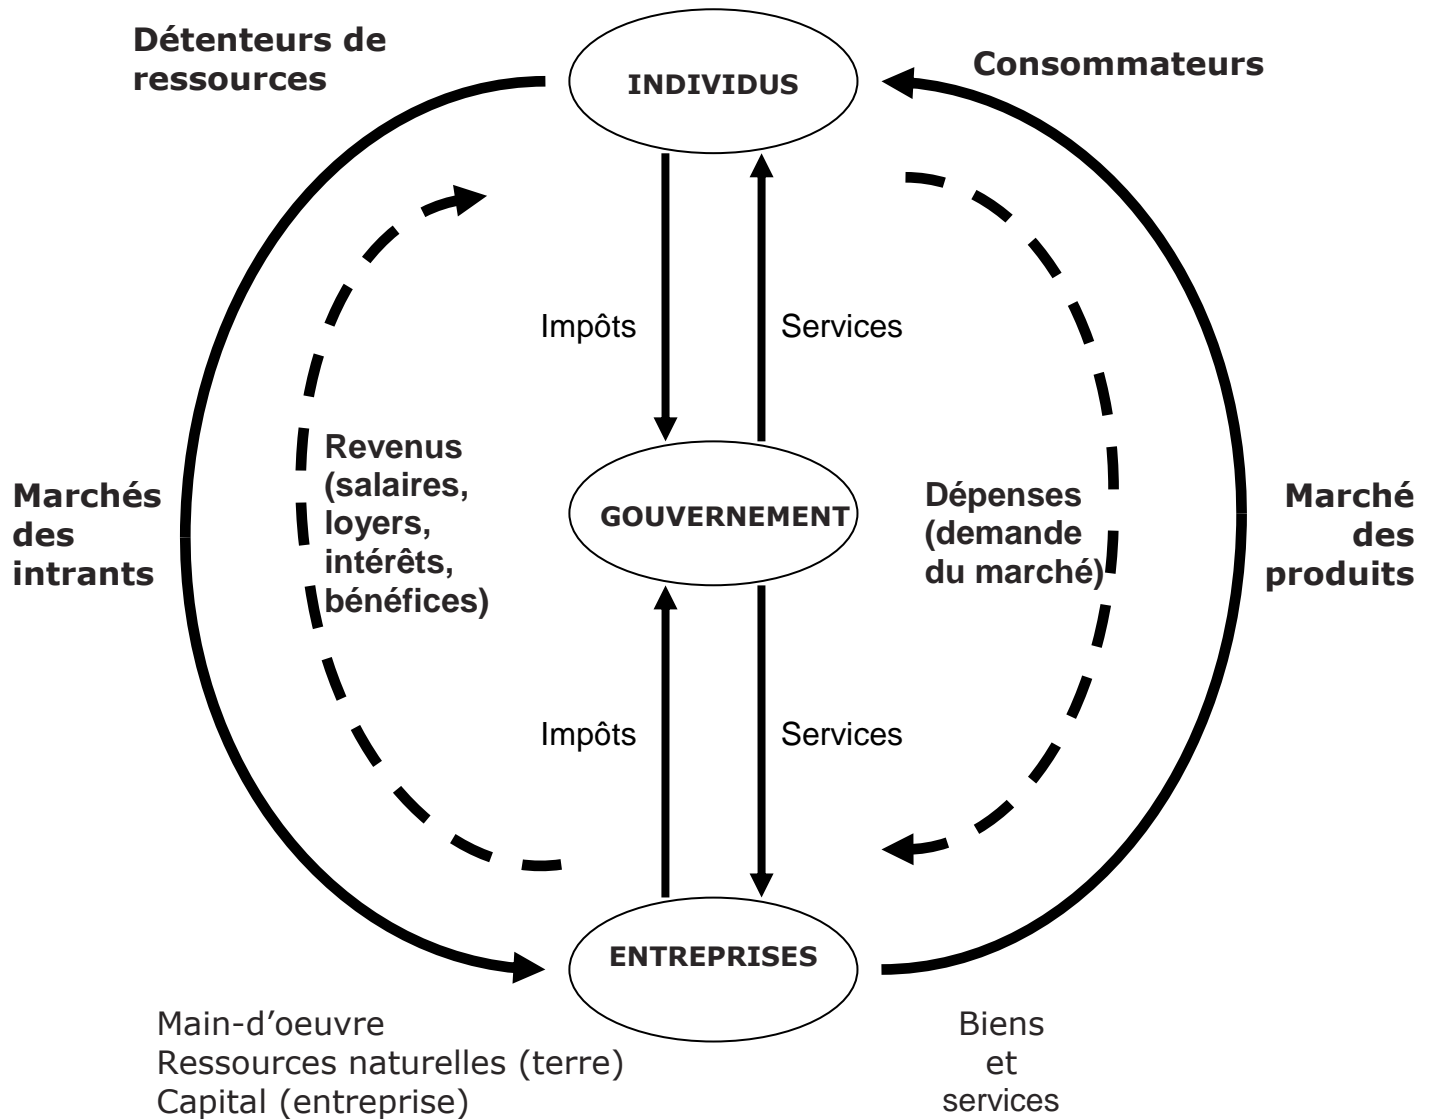 Détenteurs de
ressources
INDIVIDUS
Consommateurs
Impôts
Services
Marchés
des
intrants
Revenus
(salaires,
loyers,
intérêts,
bénéfices)
GOUVERNEMENT
Dépenses
(demande
du marché)
Marché
des
produits
Impôts
Services
ENTREPRISES
Main-d’oeuvre
Ressources naturelles (terre)
Capital (entreprise)
Biens
et
services